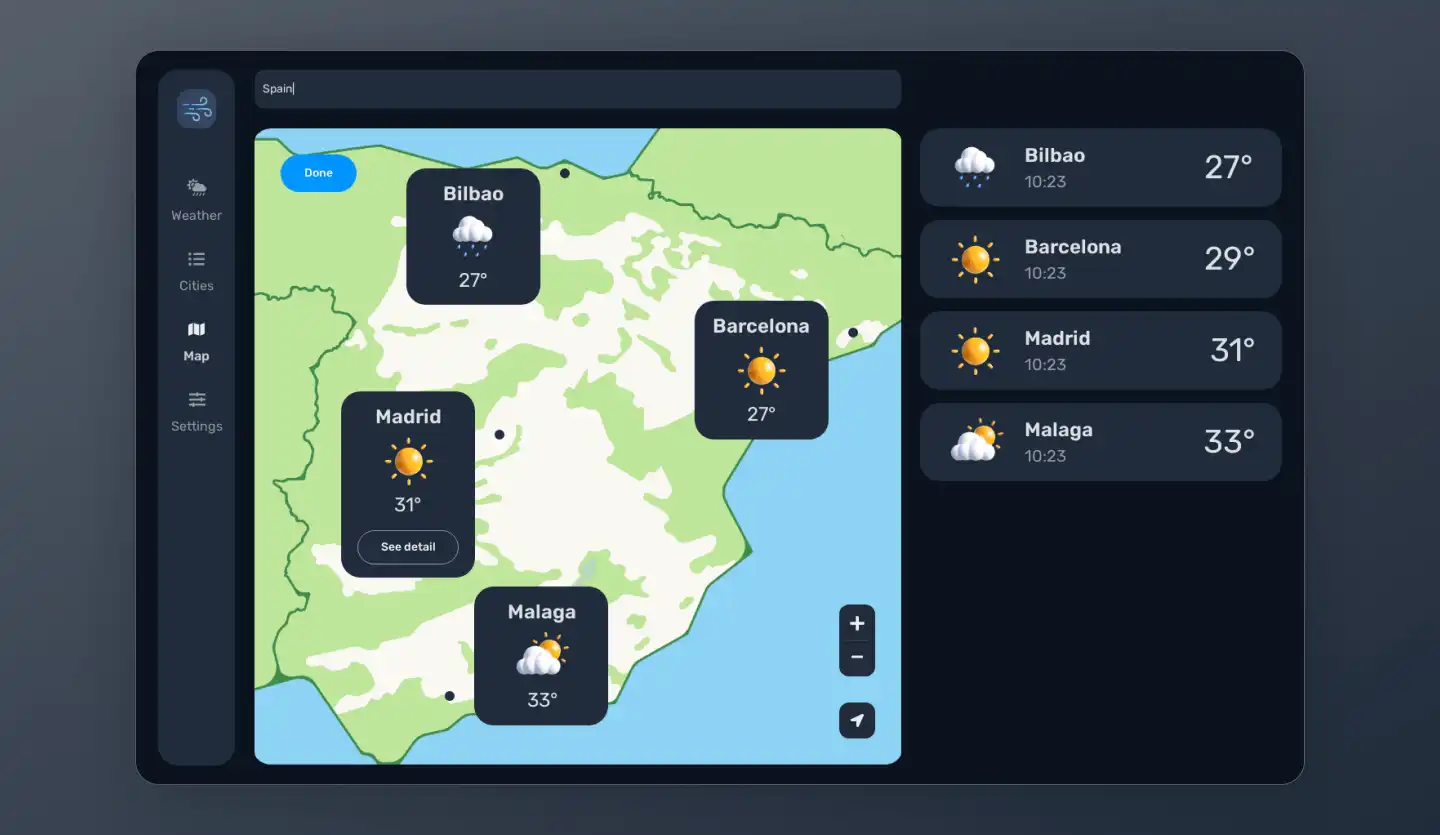 Spain
Weather
Cities
Map
Settings
Done
Bilbao
27°
Barcelona
27°
Madrid
31°
See detail
Malaga
33°
+
−
Bilbao
10:23
27°
Barcelona
10:23
29°
Madrid
10:23
31°
Malaga
10:23
33°